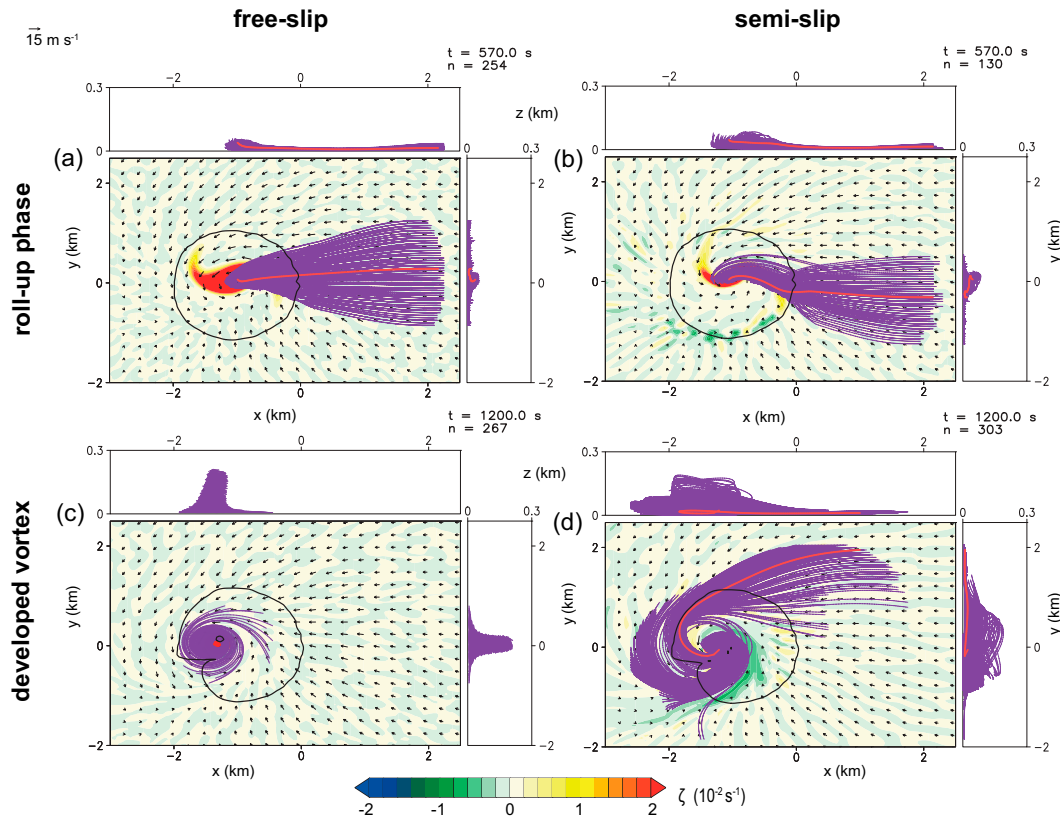 free-slip
semi-slip
15 m s⁻¹
t = 570.0 s
n = 254
t = 570.0 s
n = 130
-2 0 2
-2 0 2
0.3
0
z (km)
0.3
0
z (km)
(a)
0 0.3
(b)
0 0.3
roll-up phase
y (km)
2
0
-2
2
0
-2
y (km)
2
0
-2
2
0
-2
y (km)
-2 0 2
x (km)
-2 0 2
x (km)
t = 1200.0 s
n = 267
t = 1200.0 s
n = 303
-2 0 2
-2 0 2
0.3
0
z (km)
0.3
0
z (km)
(c)
0 0.3
(d)
0 0.3
developed vortex
y (km)
2
0
-2
2
0
-2
y (km)
2
0
-2
2
0
-2
y (km)
-2 0 2
x (km)
-2 0 2
x (km)
-2 -1 0 1 2
ζ (10⁻² s⁻¹)